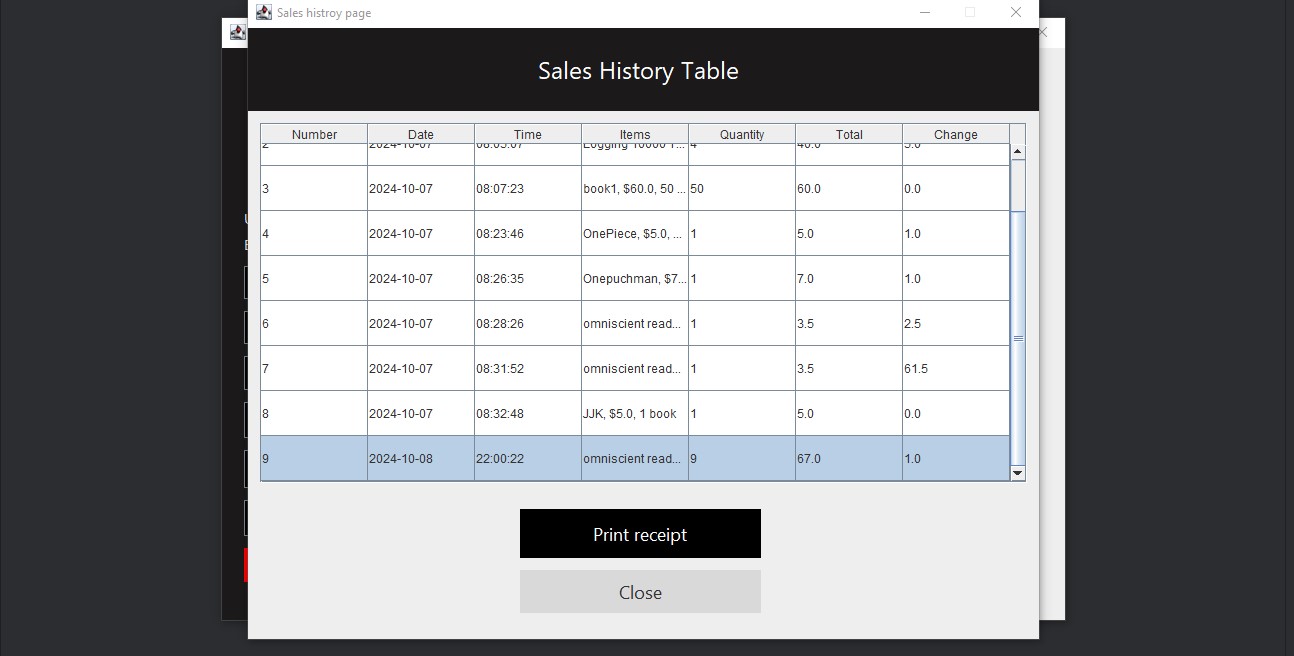 Sales histroy page
Sales History Table
Number Date Time Items Quantity Total Change
2 2024-10-07 08:05:07 Logging 10000 Y... 4 40.0 5.0
3 2024-10-07 08:07:23 book1, $60.0, 50 ... 50 60.0 0.0
4 2024-10-07 08:23:46 OnePiece, $5.0, ... 1 5.0 1.0
5 2024-10-07 08:26:35 Onepuchman, $7... 1 7.0 1.0
6 2024-10-07 08:28:26 omniscient read... 1 3.5 2.5
7 2024-10-07 08:31:52 omniscient read... 1 3.5 61.5
8 2024-10-07 08:32:48 JJK, $5.0, 1 book 1 5.0 0.0
9 2024-10-08 22:00:22 omniscient read... 9 67.0 1.0
Print receipt
Close